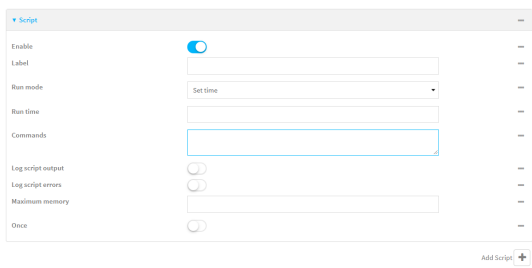 Script
Enable
Label
Run mode
Set time
Run time
Commands
Log script output
Log script errors
Maximum memory
Once
Add Script